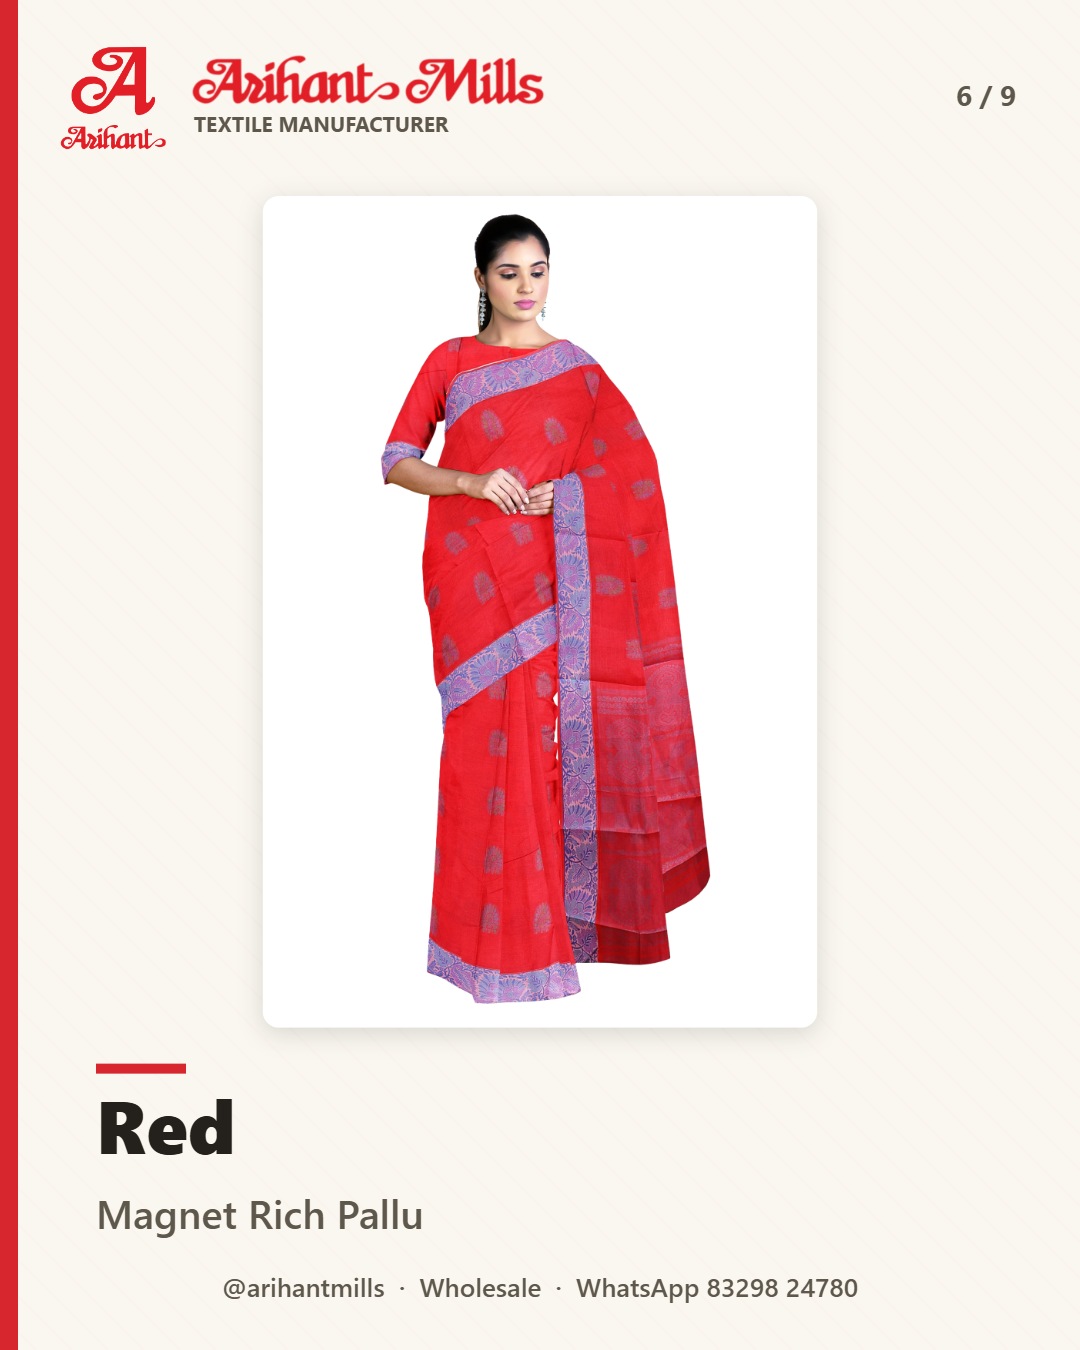 A
Arihant
Arihant Mills
TEXTILE MANUFACTURER
6 / 9
Red
Magnet Rich Pallu
@arihantmills · Wholesale · WhatsApp 83298 24780